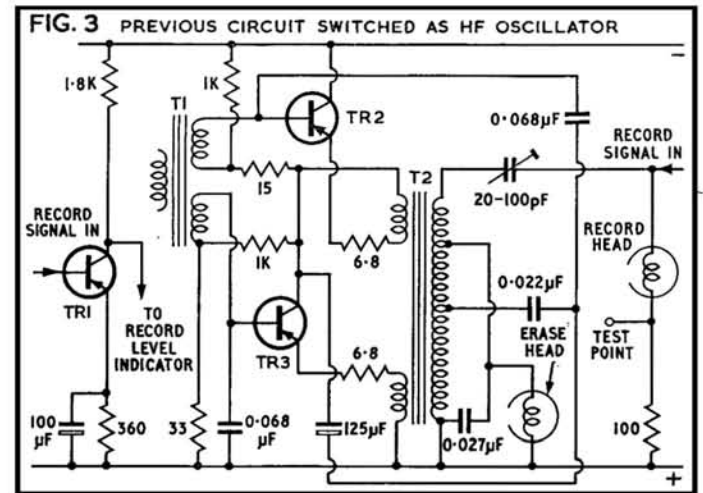 FIG. 3 PREVIOUS CIRCUIT SWITCHED AS HF OSCILLATOR
−
1·8K
1K
T1
TR2
0·068µF
RECORD
SIGNAL IN
T2
15
20-100pF
RECORD
SIGNAL IN
RECORD
HEAD
1K
6·8
0·022µF
TR1
TO
RECORD
LEVEL
INDICATOR
TR3
6·8
ERASE
HEAD
TEST
POINT
100
µF
360
33
0·068
µF
125µF
0·027µF
100
+